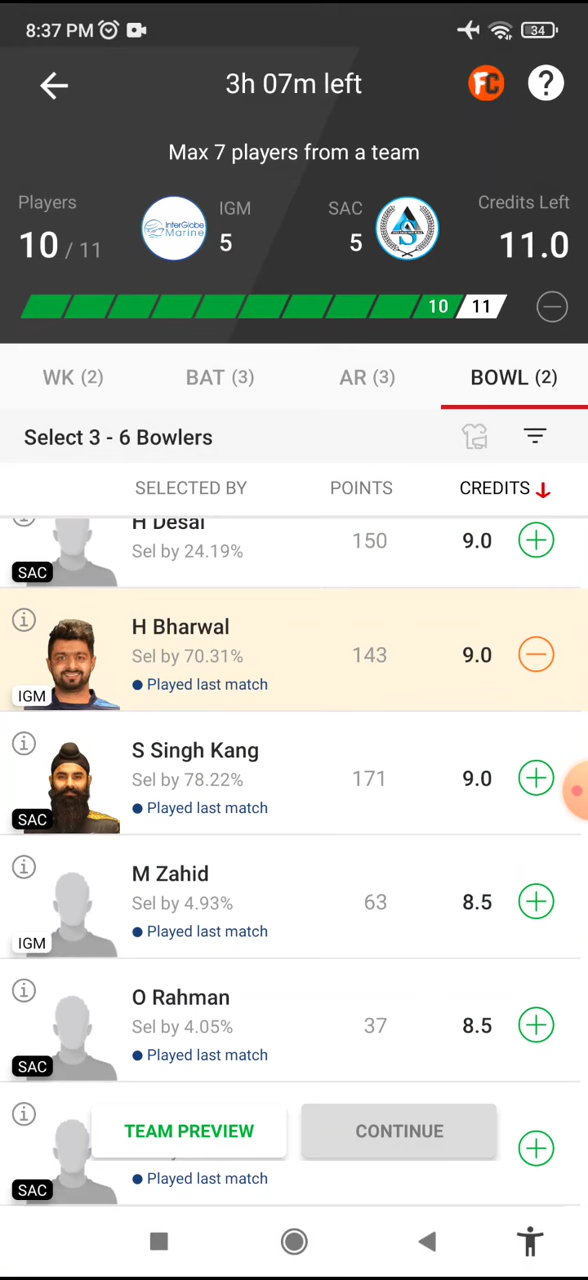 8:37 PM 34
3h 07m left
FC ?
Max 7 players from a team
Players
IGM
SAC
Credits Left
10 / 11
InterGlobe Marine
5
5
11.0
10 11
WK (2) BAT (3) AR (3) BOWL (2)
Select 3 - 6 Bowlers
SELECTED BY POINTS CREDITS
H Desai
Sel by 24.19%
150
9.0
SAC
H Bharwal
Sel by 70.31%
143
9.0
Played last match
IGM
S Singh Kang
Sel by 78.22%
171
9.0
Played last match
SAC
M Zahid
Sel by 4.93%
63
8.5
Played last match
IGM
O Rahman
Sel by 4.05%
37
8.5
Played last match
SAC
TEAM PREVIEW
CONTINUE
Played last match
SAC